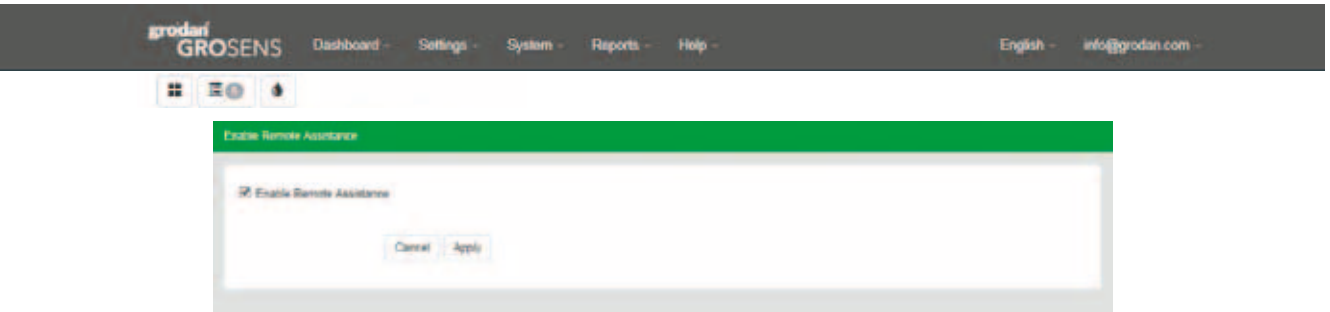 grodan
GROSENS Dashboard Settings System Reports Help English info@grodan.com
Enable Remote Assistance
Enable Remote Assistance
Cancel Apply